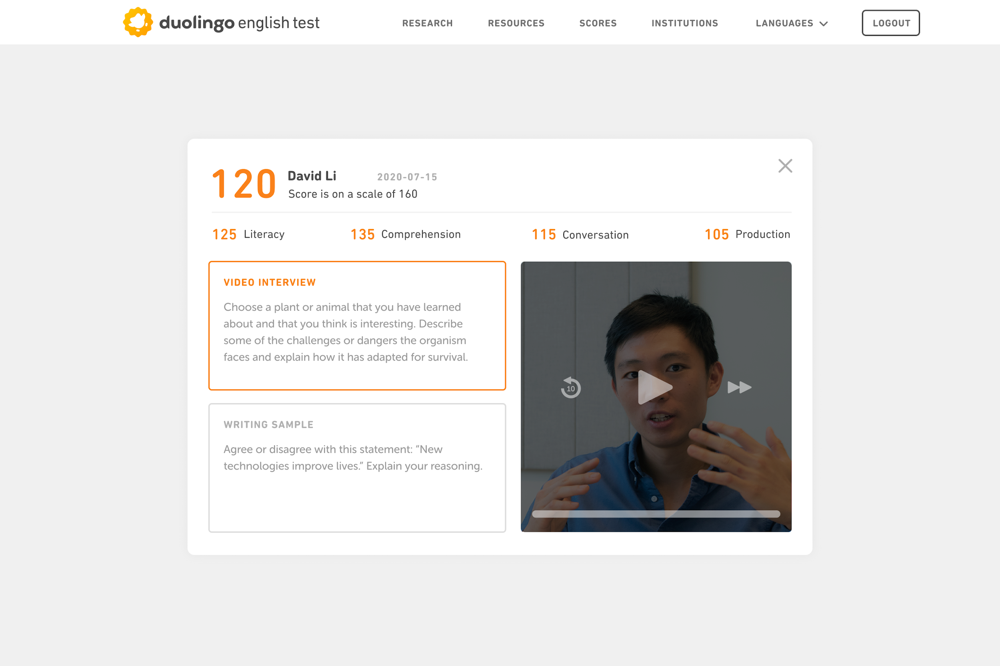 duolingo english test
RESEARCH
RESOURCES
SCORES
INSTITUTIONS
LANGUAGES
LOGOUT
120
David Li
2020-07-15
Score is on a scale of 160
125 Literacy
135 Comprehension
115 Conversation
105 Production
VIDEO INTERVIEW
Choose a plant or animal that you have learned
about and that you think is interesting. Describe
some of the challenges or dangers the organism
faces and explain how it has adapted for survival.
10
WRITING SAMPLE
Agree or disagree with this statement: “New
technologies improve lives.” Explain your reasoning.